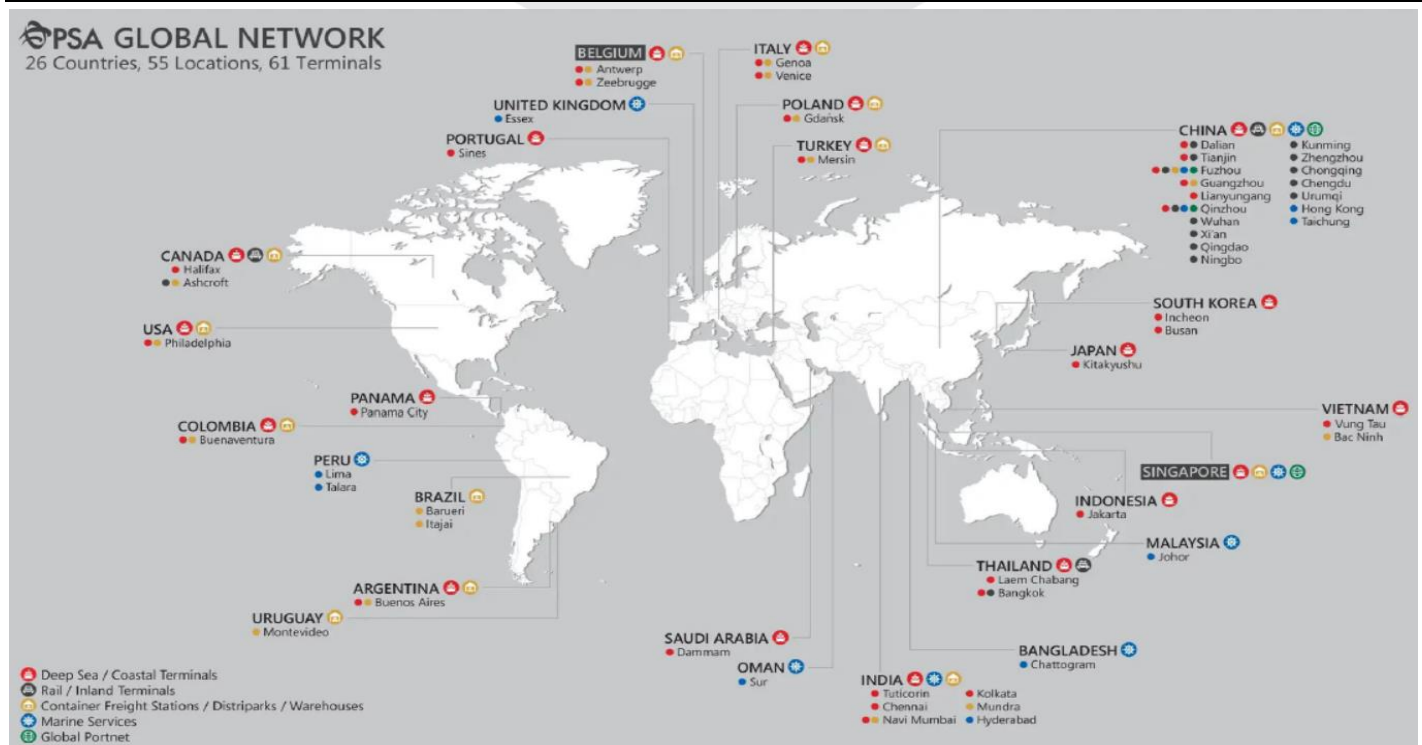 PSA GLOBAL NETWORK
26 Countries, 55 Locations, 61 Terminals
BELGIUM
Antwerp
Zeebrugge
ITALY
Genoa
Venice
UNITED KINGDOM
Essex
POLAND
Gdańsk
PORTUGAL
Sines
TURKEY
Mersin
CHINA
Dalian
Tianjin
Fuzhou
Guangzhou
Lianyungang
Qinzhou
Wuhan
Xi'an
Qingdao
Ningbo
Kunming
Zhengzhou
Chongqing
Chengdu
Urumqi
Hong Kong
Taichung
CANADA
Halifax
Ashcroft
USA
Philadelphia
SOUTH KOREA
Incheon
Busan
JAPAN
Kitakyushu
PANAMA
Panama City
COLOMBIA
Buenaventura
VIETNAM
Vung Tau
Bac Ninh
PERU
Lima
Talara
BRAZIL
Barueri
Itajai
SINGAPORE
INDONESIA
Jakarta
MALAYSIA
Johor
THAILAND
Laem Chabang
Bangkok
ARGENTINA
Buenos Aires
URUGUAY
Montevideo
SAUDI ARABIA
Dammam
OMAN
Sur
BANGLADESH
Chattogram
INDIA
Tuticorin
Chennai
Navi Mumbai
Kolkata
Mundra
Hyderabad
Deep Sea / Coastal Terminals
Rail / Inland Terminals
Container Freight Stations / Distriparks / Warehouses
Marine Services
Global Portnet